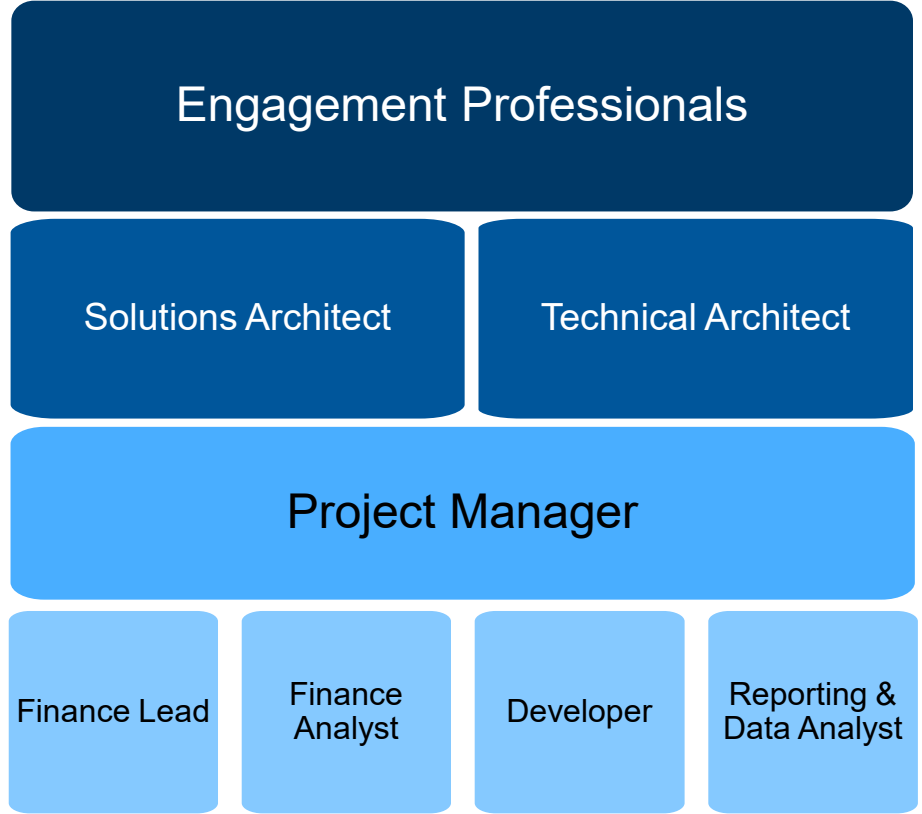 Engagement Professionals
Solutions Architect
Technical Architect
Project Manager
Finance Lead
Finance
Analyst
Developer
Reporting &
Data Analyst